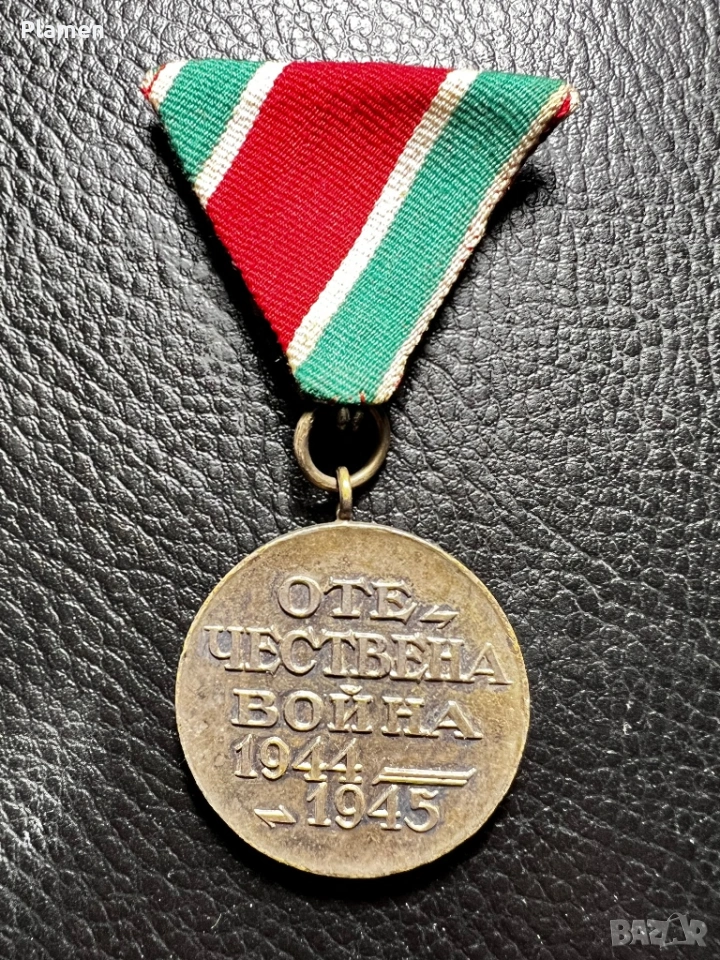 Plamen
ОТЕ-
ЧЕСТВЕНА
ВОЙНА
1944 —
- 1945
BAZAR